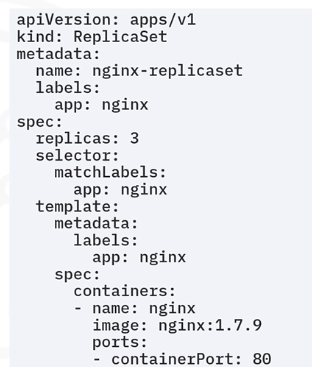 apiVersion: apps/v1
kind: ReplicaSet
metadata:
  name: nginx-replicaset
  labels:
    app: nginx
spec:
  replicas: 3
  selector:
    matchLabels:
      app: nginx
  template:
    metadata:
      labels:
        app: nginx
    spec:
      containers:
      - name: nginx
        image: nginx:1.7.9
        ports:
        - containerPort: 80